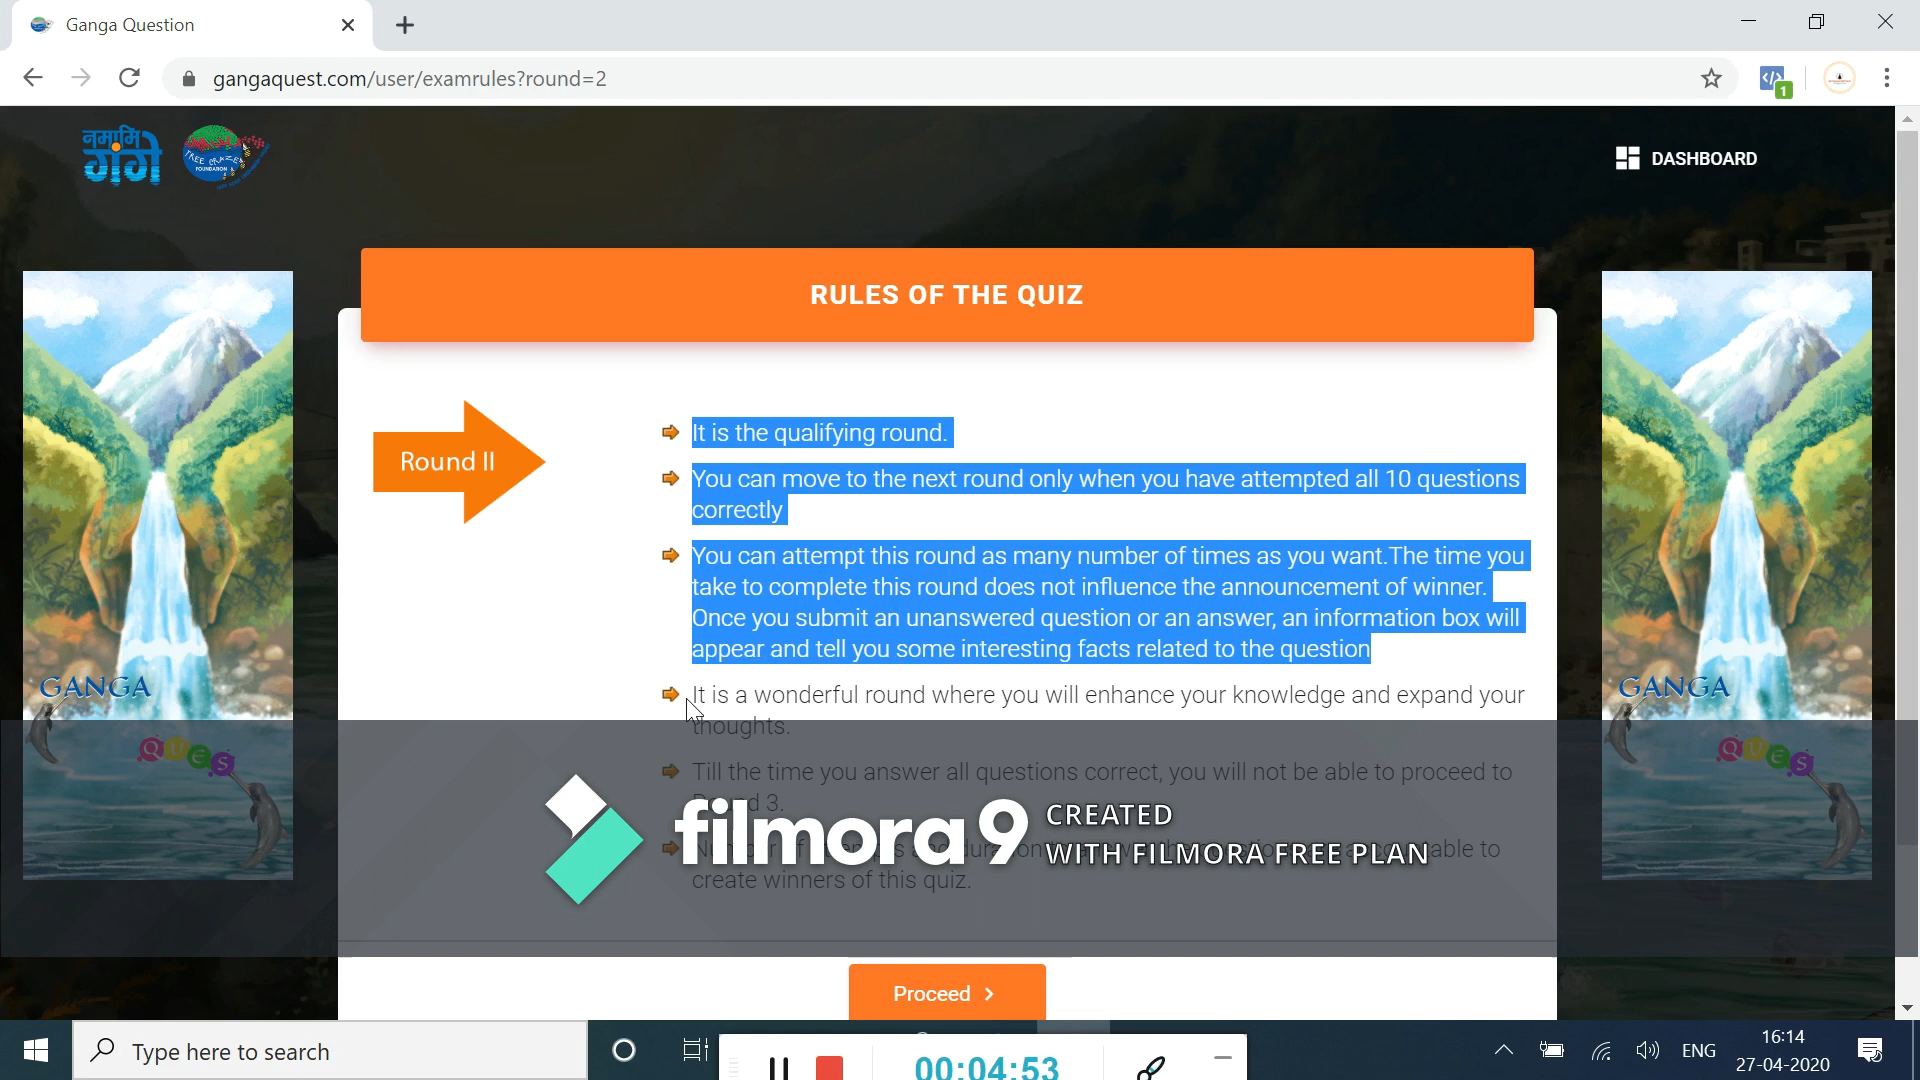 Ganga Question
gangaquest.com/user/examrules?round=2
1
नमामि
गंगे
TREE CRAZE
FOUNDATION
DASHBOARD
RULES OF THE QUIZ
Round II
It is the qualifying round.
You can move to the next round only when you have attempted all 10 questions
correctly
You can attempt this round as many number of times as you want.The time you
take to complete this round does not influence the announcement of winner.
Once you submit an unanswered question or an answer, an information box will
appear and tell you some interesting facts related to the question
It is a wonderful round where you will enhance your knowledge and expand your
thoughts.
Till the time you answer all questions correct, you will not be able to proceed to
3.
able to
create winners of this quiz.
GANGA
QUES
GANGA
QUES
filmora9
CREATED
WITH FILMORA FREE PLAN
Proceed
Type here to search
00:04:53
ENG
16:14
27-04-2020